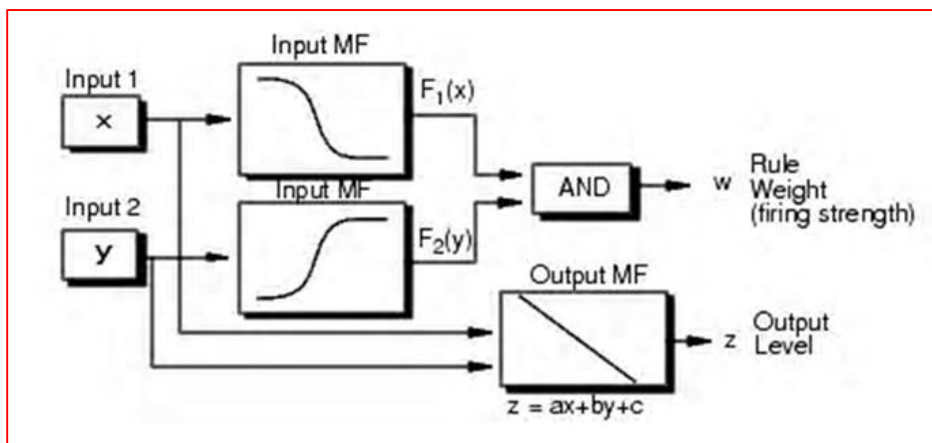 Input MF
Input 1
F1(x)
x
Input MF
AND
w Rule
Weight
(firing strength)
Input 2
F2(y)
y
Output MF
z Output
Level
z = ax+by+c